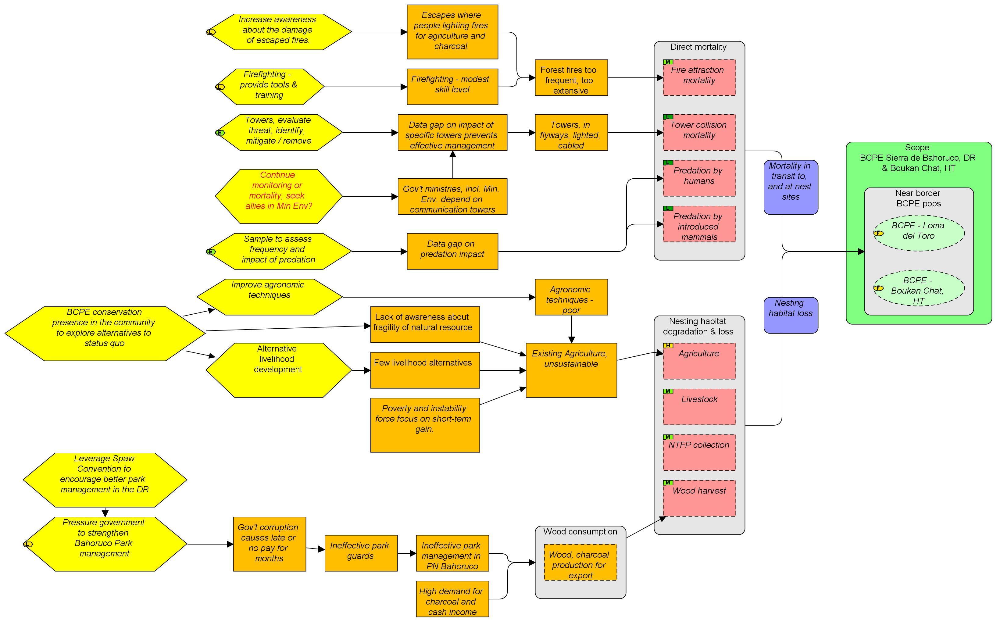 Increase awareness
about the damage
of escaped fires.
L
Escapes where
people lighting fires
for agriculture and
charcoal.
Firefighting -
provide tools &
training
L
Firefighting - modest
skill level
Forest fires too
frequent, too
extensive
Direct mortality
M
Fire attraction
mortality
Towers, evaluate
threat, identify,
mitigate / remove
E
Data gap on impact of
specific towers prevents
effective management
Towers, in
flyways, lighted,
cabled
L
Tower collision
mortality
Continue
monitoring or
mortality, seek
allies in Min Env?
Gov't ministries, incl. Min.
Env. depend on
communication towers
L
Predation by
humans
L
Predation by
introduced
mammals
Sample to assess
frequency and
impact of predation
E
Data gap on
predation impact
Mortality in
transit to,
and at nest
sites
Scope:
BCPE Sierra de Bahoruco, DR
& Boukan Chat, HT
Near border
BCPE pops
BCPE - Loma
del Toro
F
BCPE -
Boukan Chat,
HT
F
Improve agronomic
techniques
Agronomic
techniques -
poor
BCPE conservation
presence in the community
to explore alternatives to
status quo
Lack of awareness about
fragility of natural resource
Alternative
livelihood
development
Few livelihood alternatives
Existing Agriculture,
unsustainable
Poverty and instability
force focus on short-term
gain.
Nesting
habitat loss
Nesting habitat
degradation & loss
H
Agriculture
M
Livestock
M
NTFP collection
M
Wood harvest
Leverage Spaw
Convention to
encourage better park
management in the DR
Pressure government
to strengthen
Bahoruco Park
management
L
Gov't corruption
causes late or
no pay for
months
Ineffective park
guards
Ineffective park
management in
PN Bahoruco
High demand for
charcoal and
cash income
Wood consumption
Wood, charcoal
production for
export